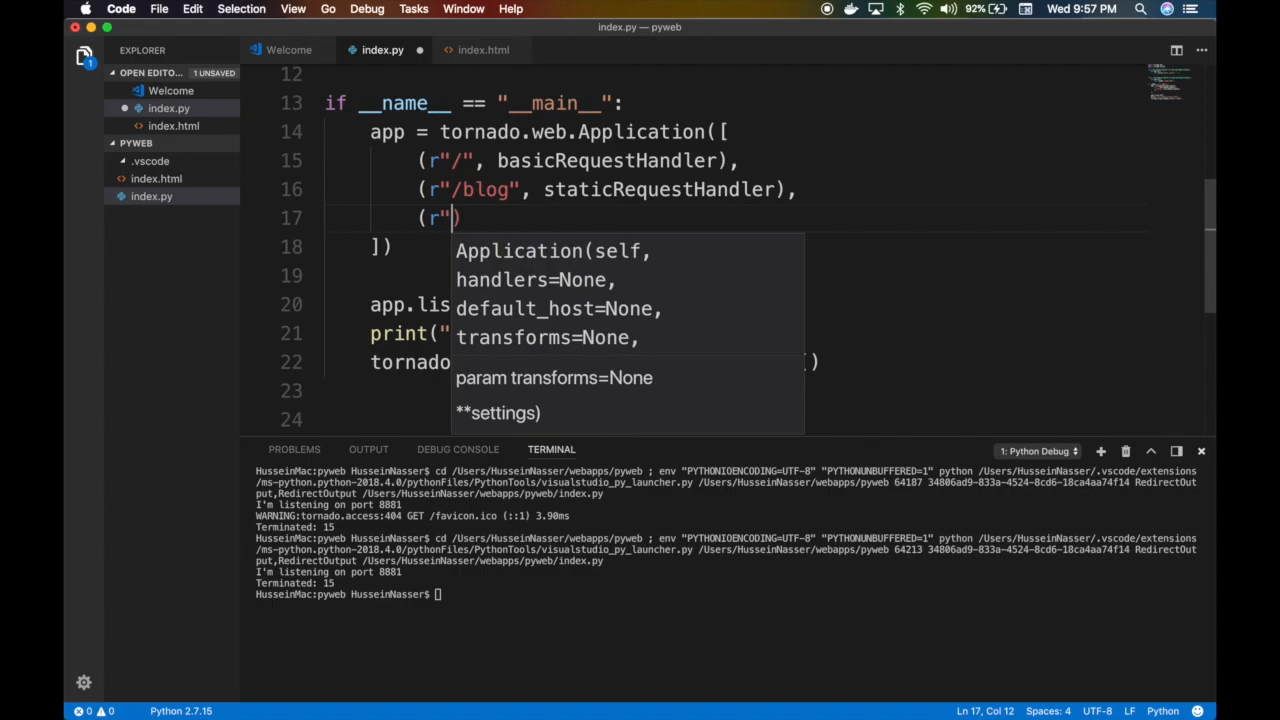 Code File Edit Selection View Go Debug Tasks Window Help 92% Wed 9:57 PM
index.py — pyweb
EXPLORER
Welcome index.py index.html
OPEN EDITO... 1 UNSAVED
Welcome
index.py
index.html
PYWEB
.vscode
index.html
index.py
1
12
13 if __name__ == "__main__":
14 app = tornado.web.Application([
15 (r"/", basicRequestHandler),
16 (r"/blog", staticRequestHandler),
17 (r")
18 ])
19
20 app.lis
21 print("
22 tornado ()
23
24
Application(self,
handlers=None,
default_host=None,
transforms=None,
param transforms=None
**settings)
PROBLEMS OUTPUT DEBUG CONSOLE TERMINAL 1: Python Debug
HusseinMac:pyweb HusseinNasser$ cd /Users/HusseinNasser/webapps/pyweb ; env "PYTHONIOENCODING=UTF-8" "PYTHONUNBUFFERED=1" python /Users/HusseinNasser/.vscode/extensions
/ms-python.python-2018.4.0/pythonFiles/PythonTools/visualstudio_py_launcher.py /Users/HusseinNasser/webapps/pyweb 64187 34806ad9-833a-4524-8cd6-18ca4aa74f14 RedirectOut
put,RedirectOutput /Users/HusseinNasser/webapps/pyweb/index.py
I'm listening on port 8881
WARNING:tornado.access:404 GET /favicon.ico (::1) 3.90ms
Terminated: 15
HusseinMac:pyweb HusseinNasser$ cd /Users/HusseinNasser/webapps/pyweb ; env "PYTHONIOENCODING=UTF-8" "PYTHONUNBUFFERED=1" python /Users/HusseinNasser/.vscode/extensions
/ms-python.python-2018.4.0/pythonFiles/PythonTools/visualstudio_py_launcher.py /Users/HusseinNasser/webapps/pyweb 64213 34806ad9-833a-4524-8cd6-18ca4aa74f14 RedirectOut
put,RedirectOutput /Users/HusseinNasser/webapps/pyweb/index.py
I'm listening on port 8881
Terminated: 15
HusseinMac:pyweb HusseinNasser$
0 0 Python 2.7.15 Ln 17, Col 12 Spaces: 4 UTF-8 LF Python